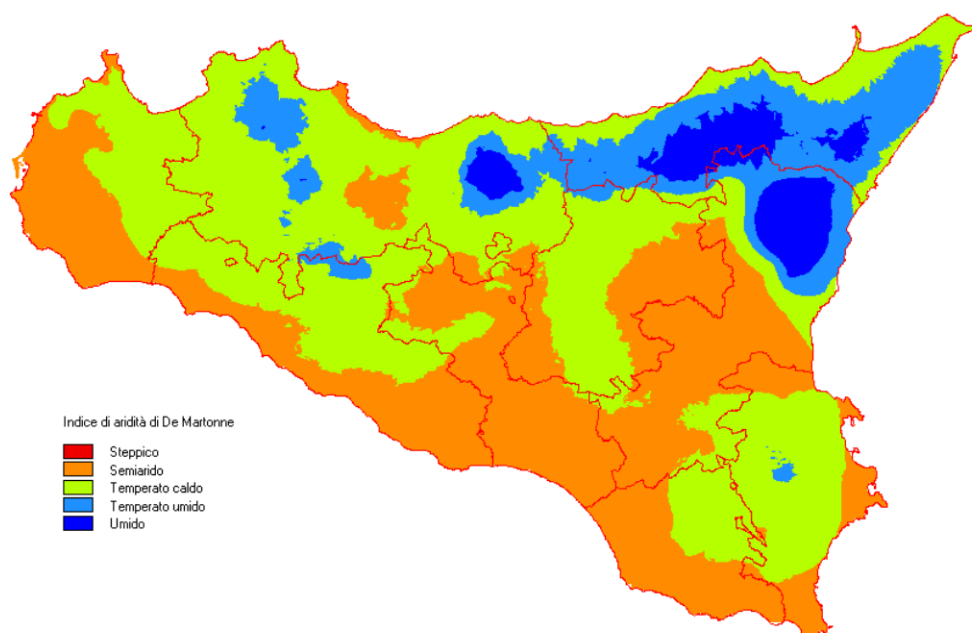 Indice di aridità di De Martonne
Steppico
Semiarido
Temperato caldo
Temperato umido
Umido